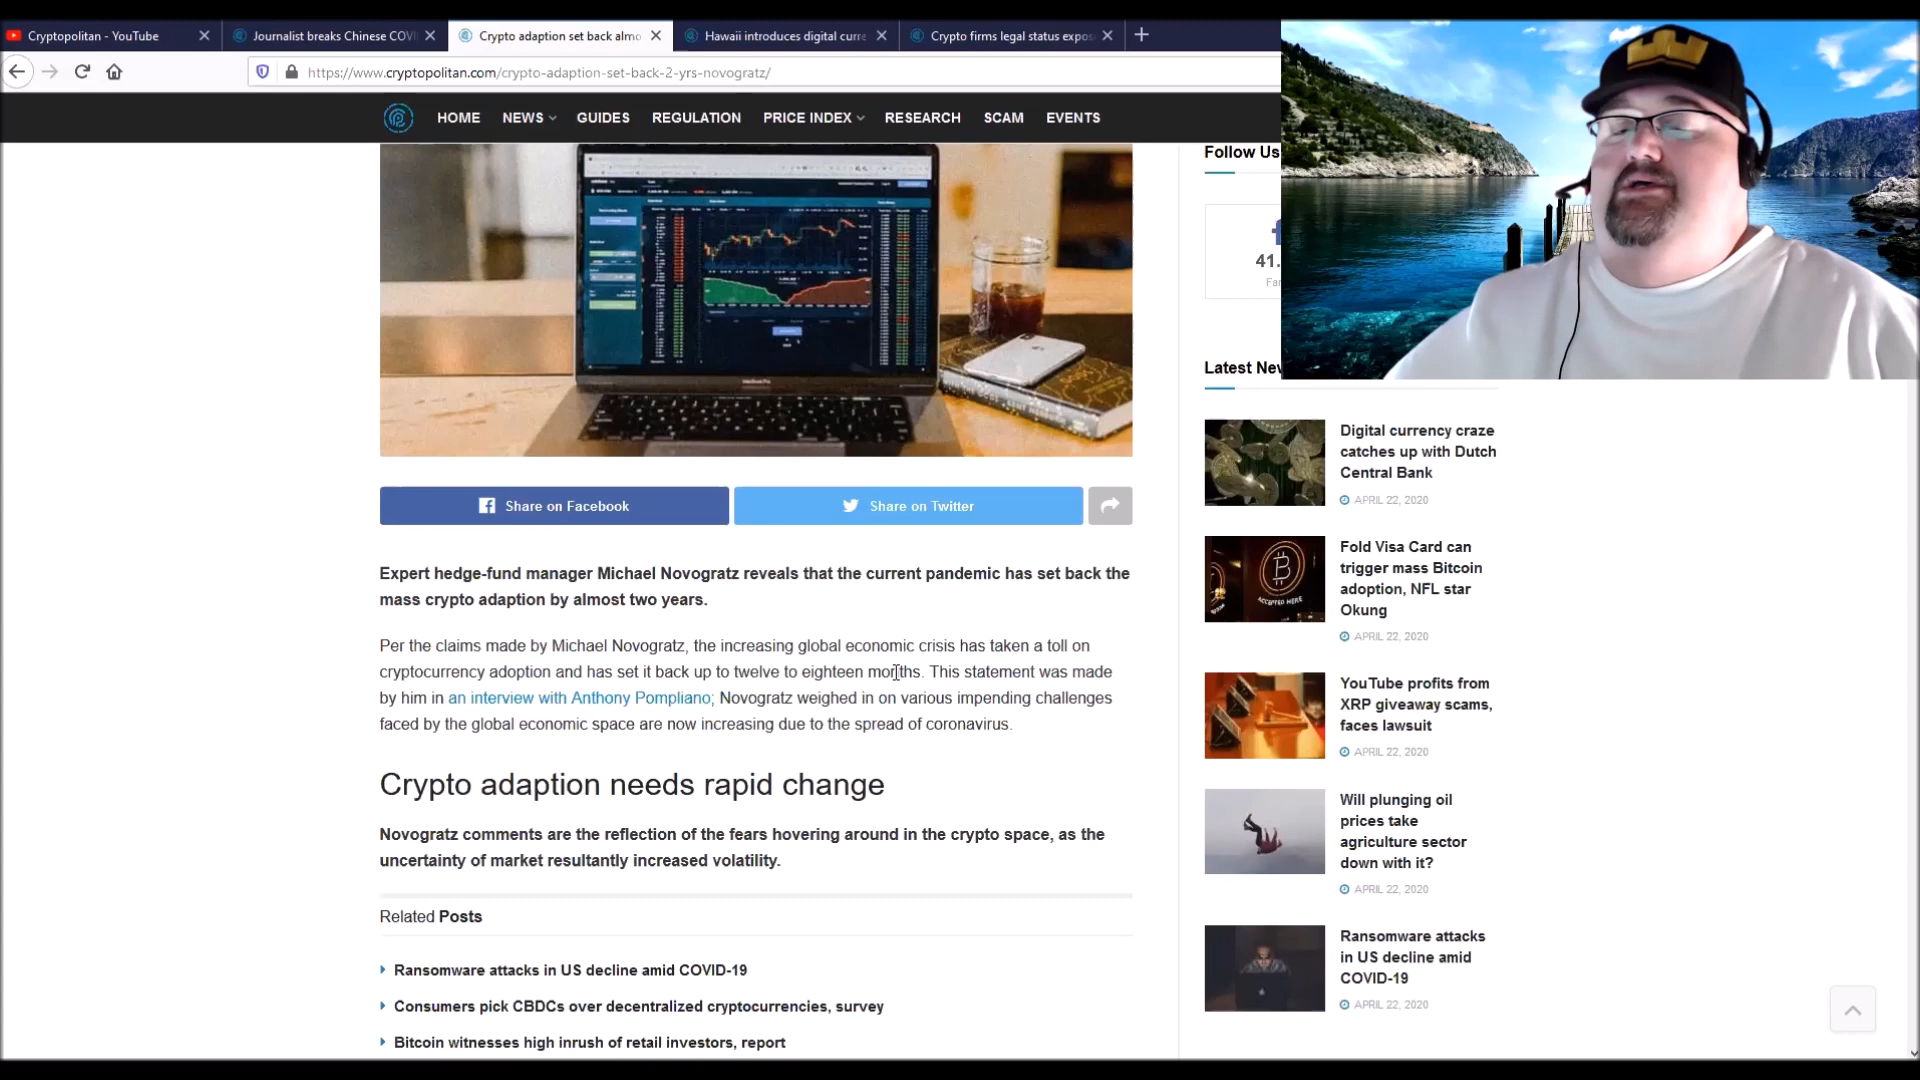 Cryptopolitan - YouTube
Journalist breaks Chinese COVI
Crypto adaption set back almo
Hawaii introduces digital curre
Crypto firms legal status expos
https://www.cryptopolitan.com/crypto-adaption-set-back-2-yrs-novogratz/
HOME NEWS GUIDES REGULATION PRICE INDEX RESEARCH SCAM EVENTS
MacBook Pro
Share on Facebook
Share on Twitter
Expert hedge-fund manager Michael Novogratz reveals that the current pandemic has set back the
mass crypto adaption by almost two years.
Per the claims made by Michael Novogratz, the increasing global economic crisis has taken a toll on
cryptocurrency adoption and has set it back up to twelve to eighteen months. This statement was made
by him in an interview with Anthony Pompliano; Novogratz weighed in on various impending challenges
faced by the global economic space are now increasing due to the spread of coronavirus.
Crypto adaption needs rapid change
Novogratz comments are the reflection of the fears hovering around in the crypto space, as the
uncertainty of market resultantly increased volatility.
Related Posts
Ransomware attacks in US decline amid COVID-19
Consumers pick CBDCs over decentralized cryptocurrencies, survey
Bitcoin witnesses high inrush of retail investors, report
Follow Us
41.
Fan
Latest New
Digital currency craze
catches up with Dutch
Central Bank
APRIL 22, 2020
ACCEPTED HERE
Fold Visa Card can
trigger mass Bitcoin
adoption, NFL star
Okung
APRIL 22, 2020
YouTube profits from
XRP giveaway scams,
faces lawsuit
APRIL 22, 2020
Will plunging oil
prices take
agriculture sector
down with it?
APRIL 22, 2020
Ransomware attacks
in US decline amid
COVID-19
APRIL 22, 2020